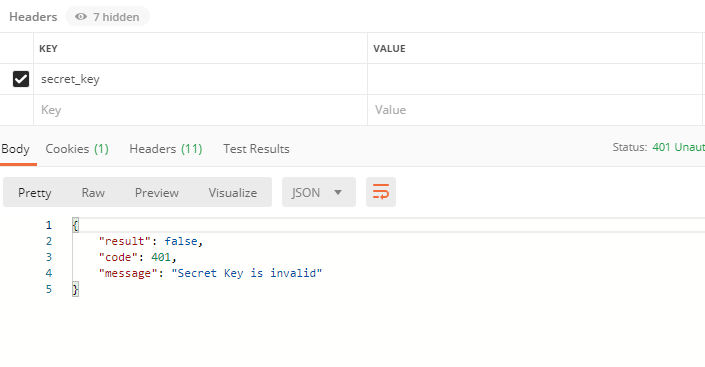 Headers 7 hidden
KEY VALUE
secret_key
Key Value
Body Cookies (1) Headers (11) Test Results Status: 401 Unaut
Pretty Raw Preview Visualize JSON
1 {
2 "result": false,
3 "code": 401,
4 "message": "Secret Key is invalid"
5 }